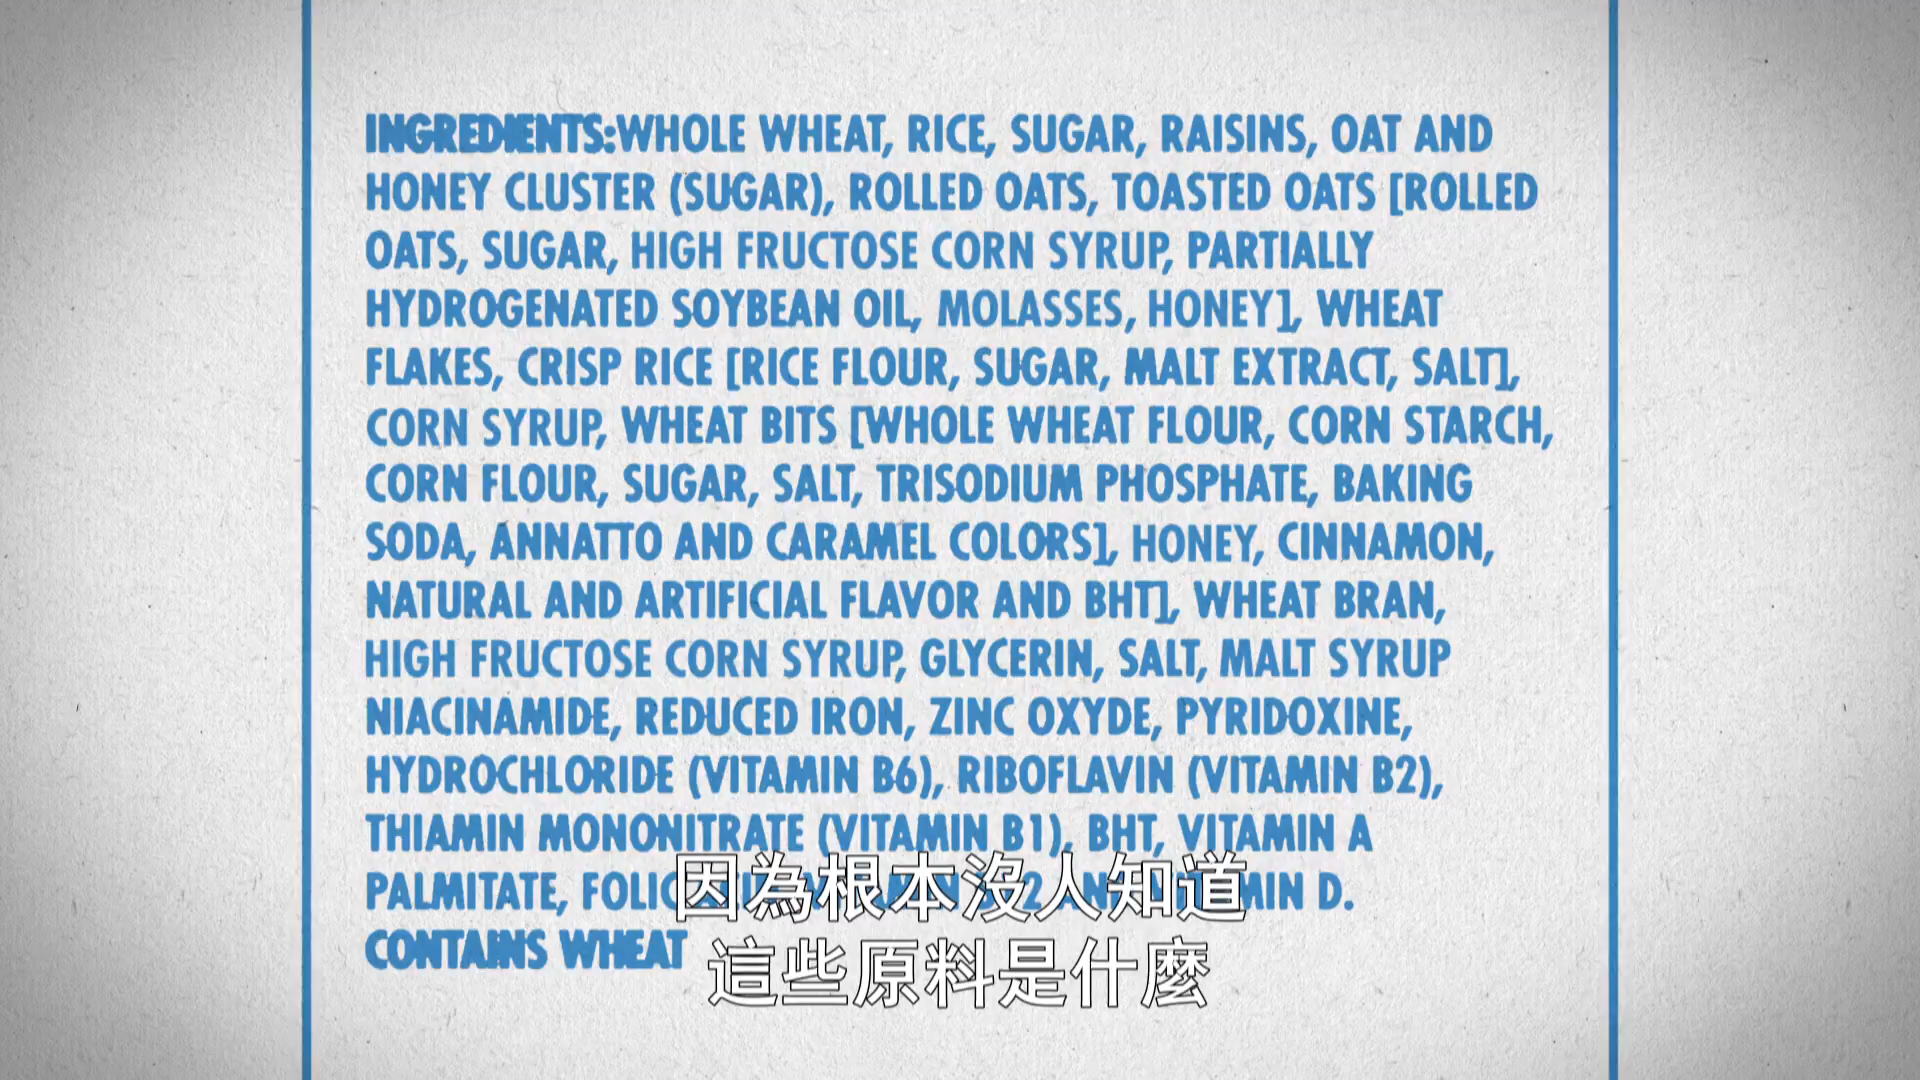 INGREDIENTS:WHOLE WHEAT, RICE, SUGAR, RAISINS, OAT AND
HONEY CLUSTER (SUGAR), ROLLED OATS, TOASTED OATS [ROLLED
OATS, SUGAR, HIGH FRUCTOSE CORN SYRUP, PARTIALLY
HYDROGENATED SOYBEAN OIL, MOLASSES, HONEY], WHEAT
FLAKES, CRISP RICE [RICE FLOUR, SUGAR, MALT EXTRACT, SALT],
CORN SYRUP, WHEAT BITS [WHOLE WHEAT FLOUR, CORN STARCH,
CORN FLOUR, SUGAR, SALT, TRISODIUM PHOSPHATE, BAKING
SODA, ANNATTO AND CARAMEL COLORS], HONEY, CINNAMON,
NATURAL AND ARTIFICIAL FLAVOR AND BHT], WHEAT BRAN,
HIGH FRUCTOSE CORN SYRUP, GLYCERIN, SALT, MALT SYRUP
NIACINAMIDE, REDUCED IRON, ZINC OXYDE, PYRIDOXINE,
HYDROCHLORIDE (VITAMIN B6), RIBOFLAVIN (VITAMIN B2),
THIAMIN MONONITRATE (VITAMIN B1), BHT, VITAMIN A
PALMITATE, FOLIC D.
CONTAINS WHEAT
因為根本沒人知道
這些原料是什麼